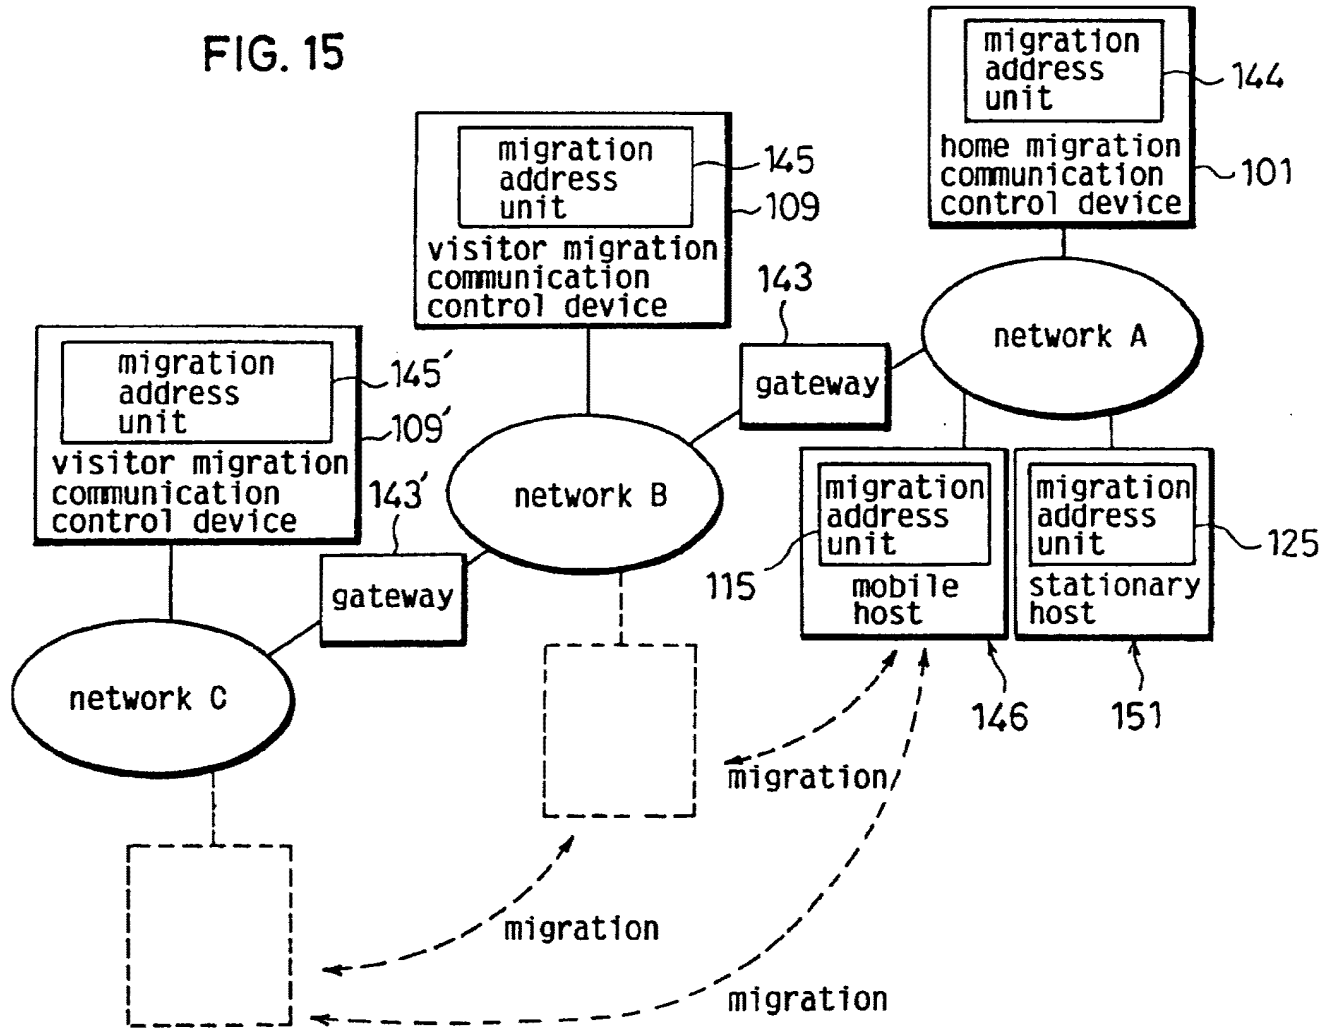 FIG. 15
migration
address
unit
144
home migration
communication
control device
101
migration
address
unit
145
109
visitor migration
communication
control device
143
gateway
network A
migration
address
unit
145′
109′
visitor migration
communication
control device
143′
gateway
network B
migration
address
unit
115
mobile
host
146
migration
address
unit
125
stationary
host
151
network C
migration
migration
migration